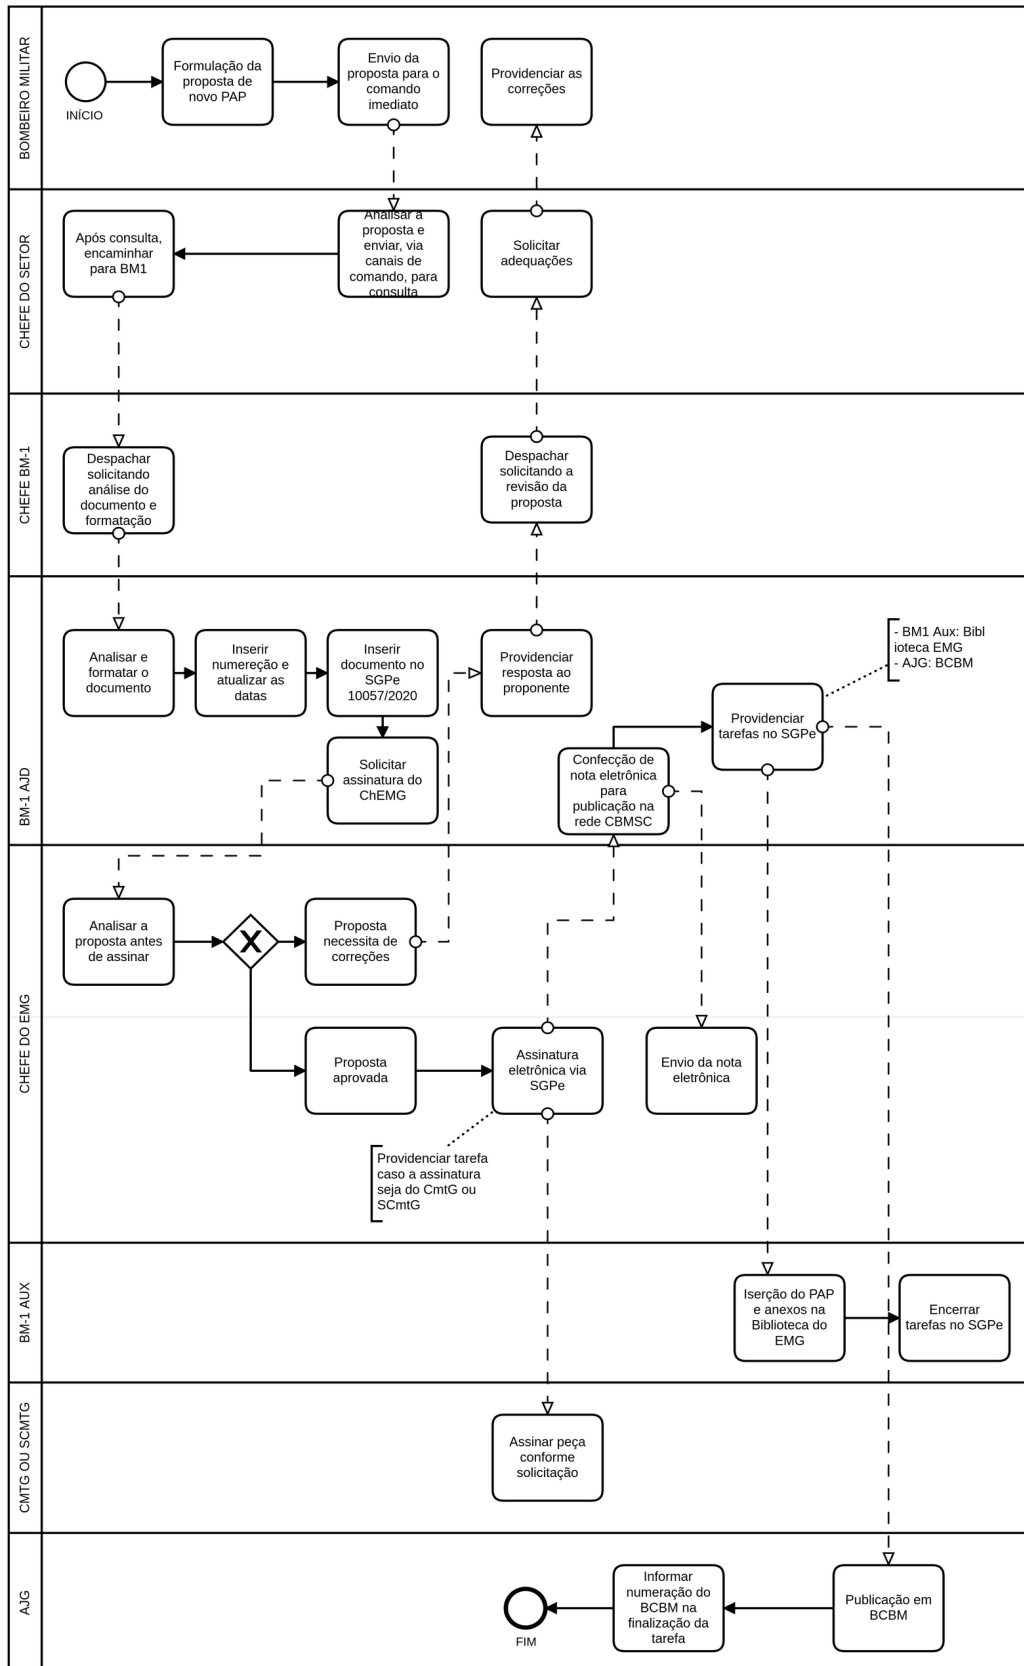 BOMBEIRO MILITAR
INÍCIO
Formulação da
proposta de
novo PAP
Envio da
proposta para o
comando
imediato
Providenciar as
correções
CHEFE DO SETOR
Após consulta,
encaminhar
para BM1
Analisar a
proposta e
enviar, via
canais de
comando, para
consulta
Solicitar
adequações
CHEFE BM-1
Despachar
solicitando
análise do
documento e
formatação
Despachar
solicitando a
revisão da
proposta
BM-1 AJD
Analisar e
formatar o
documento
Inserir
numereção e
atualizar as
datas
Inserir
documento no
SGPe
10057/2020
Providenciar
resposta ao
proponente
Solicitar
assinatura do
ChEMG
Confecção de
nota eletrônica
para
publicação na
rede CBMSC
Providenciar
tarefas no SGPe
- BM1 Aux: Bibl
ioteca EMG
- AJG: BCBM
CHEFE DO EMG
Analisar a
proposta antes
de assinar
X
Proposta
necessita de
correções
Proposta
aprovada
Assinatura
eletrônica via
SGPe
Envio da nota
eletrônica
Providenciar tarefa
caso a assinatura
seja do CmtG ou
SCmtG
BM-1 AUX
Iserção do PAP
e anexos na
Biblioteca do
EMG
Encerrar
tarefas no SGPe
CMTG OU SCMTG
Assinar peça
conforme
solicitação
AJG
FIM
Informar
numeração do
BCBM na
finalização da
tarefa
Publicação em
BCBM